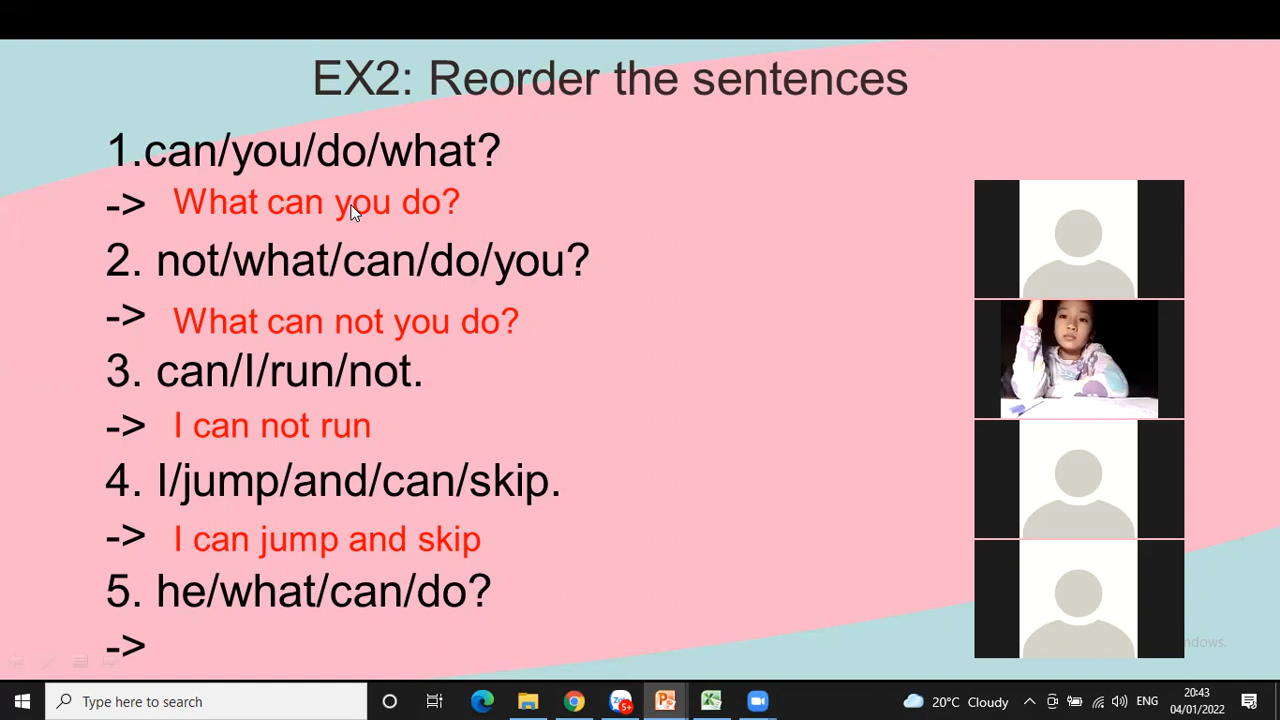 EX2: Reorder the sentences
1.can/you/do/what?
-> What can you do?
2. not/what/can/do/you?
-> What can not you do?
3. can/I/run/not.
-> I can not run
4. I/jump/and/can/skip.
-> I can jump and skip
5. he/what/can/do?
->
ndows.
Type here to search
5+
20°C Cloudy
ENG
20:43
04/01/2022